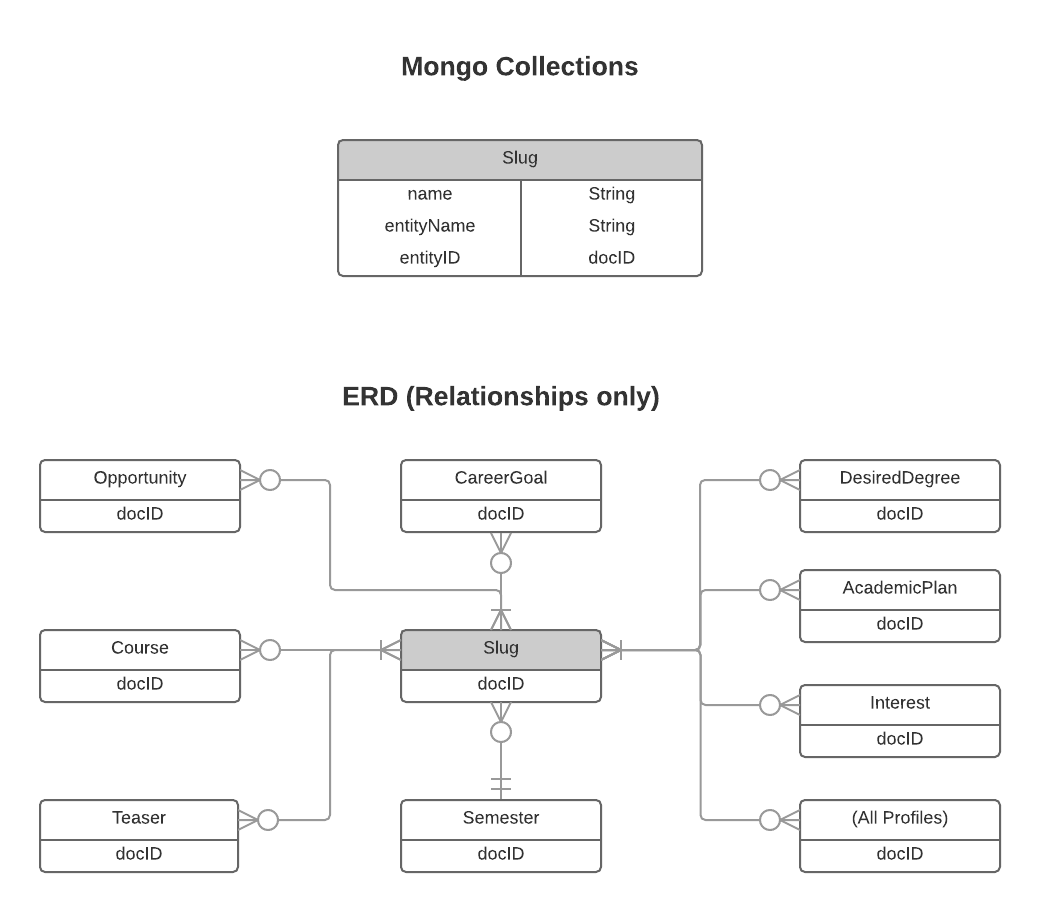 Mongo Collections
Slug
name String
entityName String
entityID docID
ERD (Relationships only)
Opportunity
docID
CareerGoal
docID
DesiredDegree
docID
AcademicPlan
docID
Course
docID
Slug
docID
Interest
docID
Teaser
docID
Semester
docID
(All Profiles)
docID